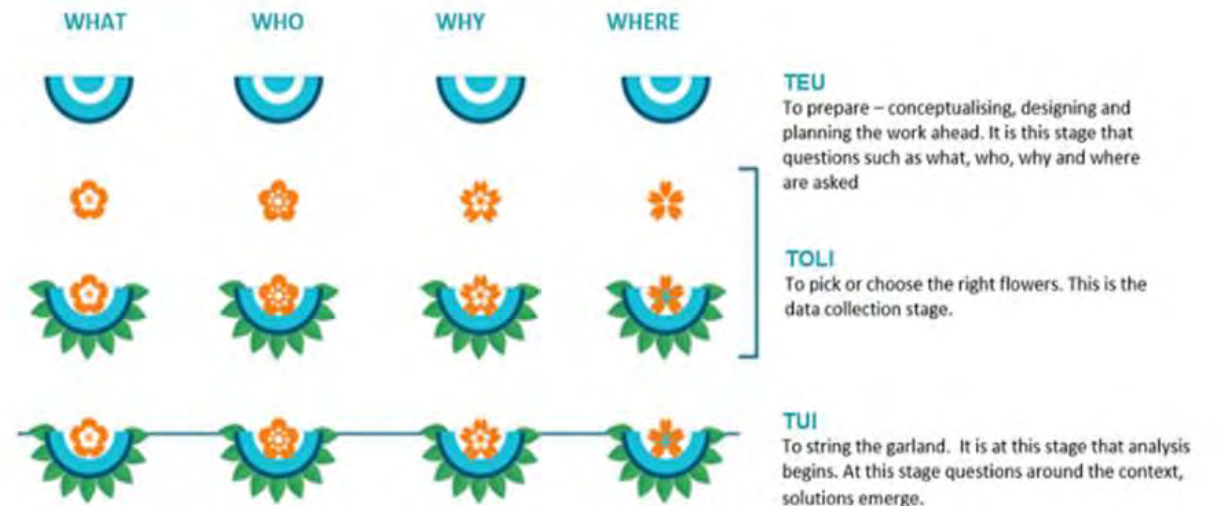 WHAT WHO WHY WHERE
TEU
To prepare – conceptualising, designing and
planning the work ahead. It is this stage that
questions such as what, who, why and where
are asked
TOLI
To pick or choose the right flowers. This is the
data collection stage.
TUI
To string the garland.  It is at this stage that analysis
begins. At this stage questions around the context,
solutions emerge.